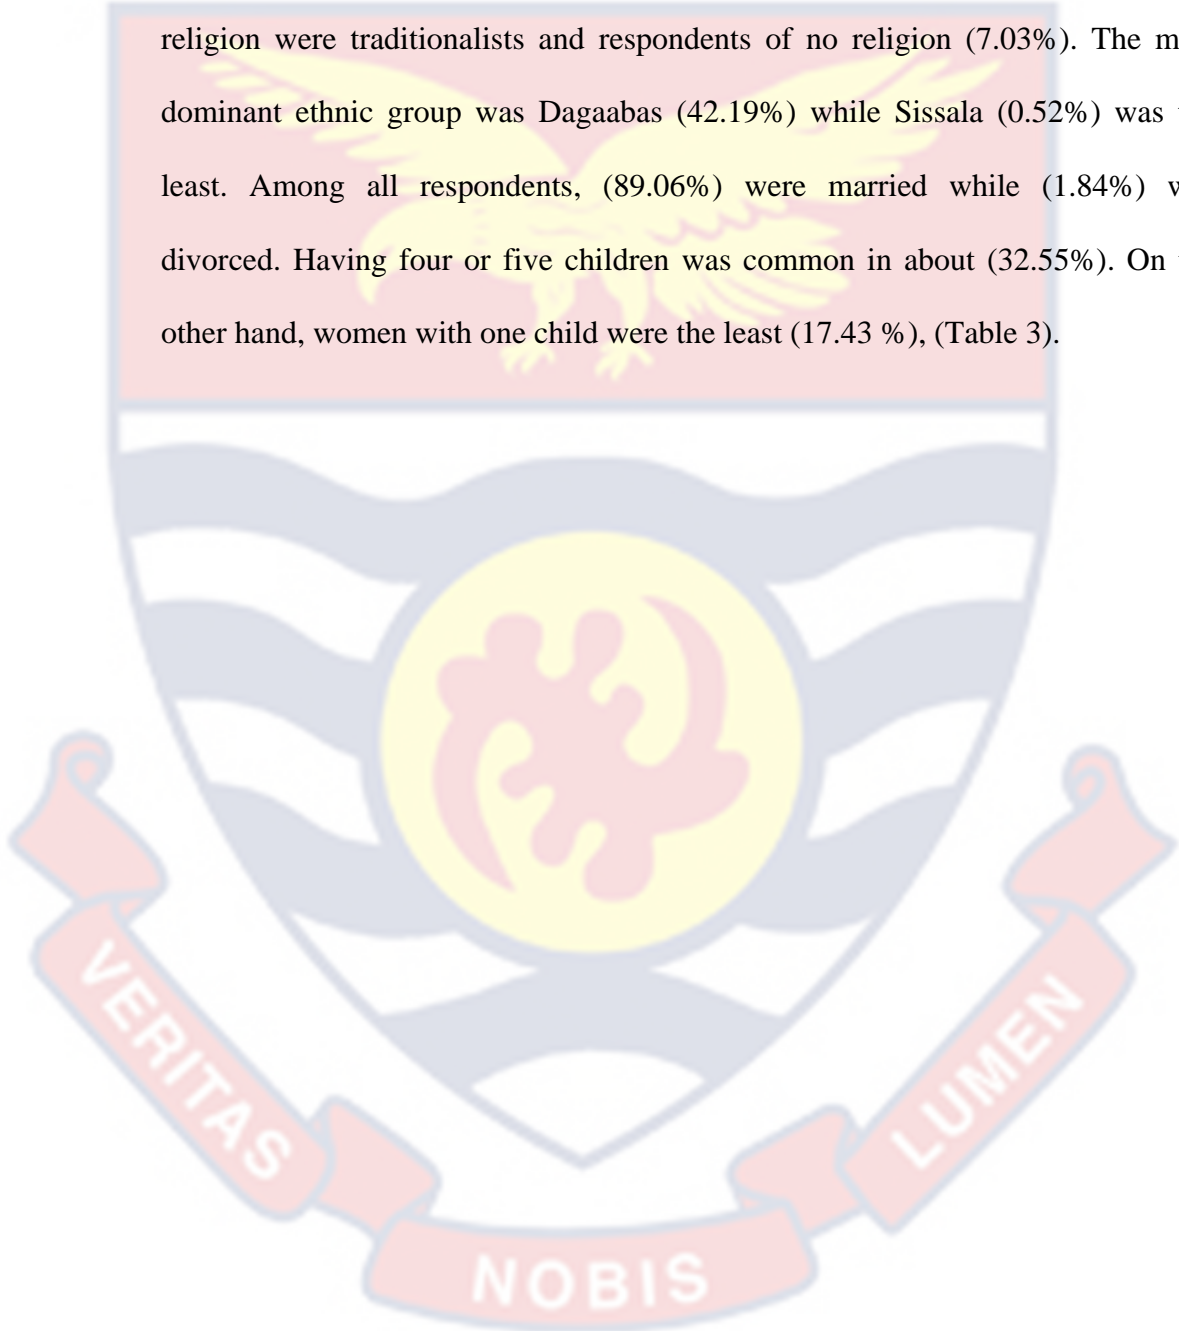 religion were traditionalists and respondents of no religion (7.03%). The m
dominant ethnic group was Dagaabas (42.19%) while Sissala (0.52%) was
least. Among all respondents, (89.06%) were married while (1.84%) w
divorced. Having four or five children was common in about (32.55%). On
other hand, women with one child were the least (17.43 %), (Table 3).
VERITAS
NOBIS
LUMEN